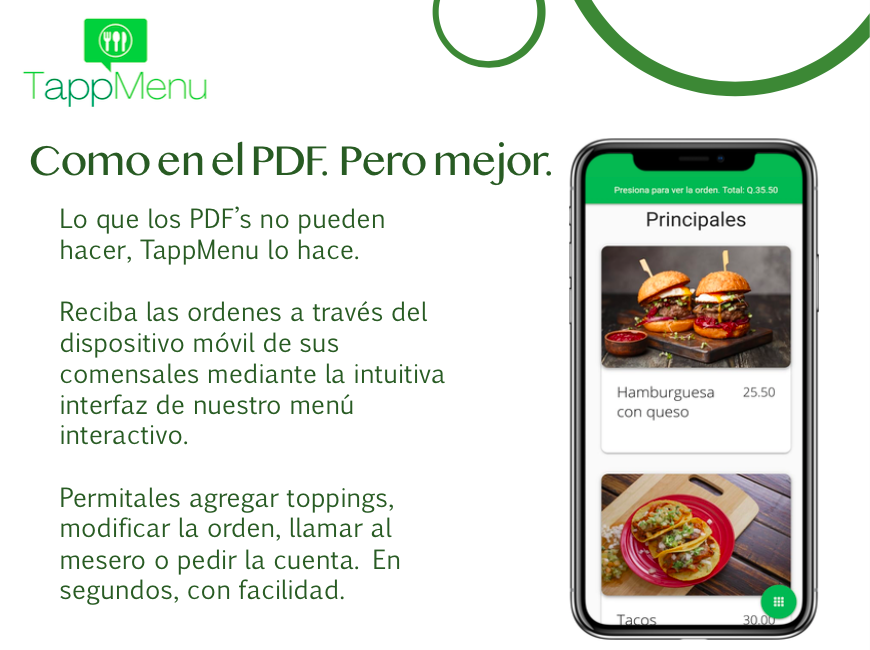 TappMenu
Como en el PDF. Pero mejor.
Lo que los PDF's no pueden
hacer, TappMenu lo hace.
Reciba las ordenes a través del
dispositivo móvil de sus
comensales mediante la intuitiva
interfaz de nuestro menú
interactivo.
Permitales agregar toppings,
modificar la orden, llamar al
mesero o pedir la cuenta. En
segundos, con facilidad.
Presiona para ver la orden. Total: Q.35.50
Principales
Hamburguesa 25.50
con queso
Tacos 30.00